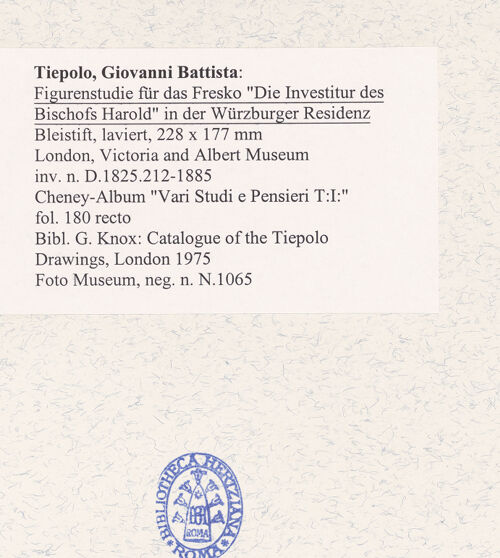 Tiepolo, Giovanni Battista:
Figurenstudie für das Fresko "Die Investitur des
Bischofs Harold" in der Würzburger Residenz
Bleistift, laviert, 228 x 177 mm
London, Victoria and Albert Museum
inv. n. D.1825.212-1885
Cheney-Album "Vari Studi e Pensieri T:I:"
fol. 180 recto
Bibl. G. Knox: Catalogue of the Tiepolo
Drawings, London 1975
Foto Museum, neg. n. N.1065
BIBLIOTHECA HERTZIANA
BH
ROMA
* ROMA *